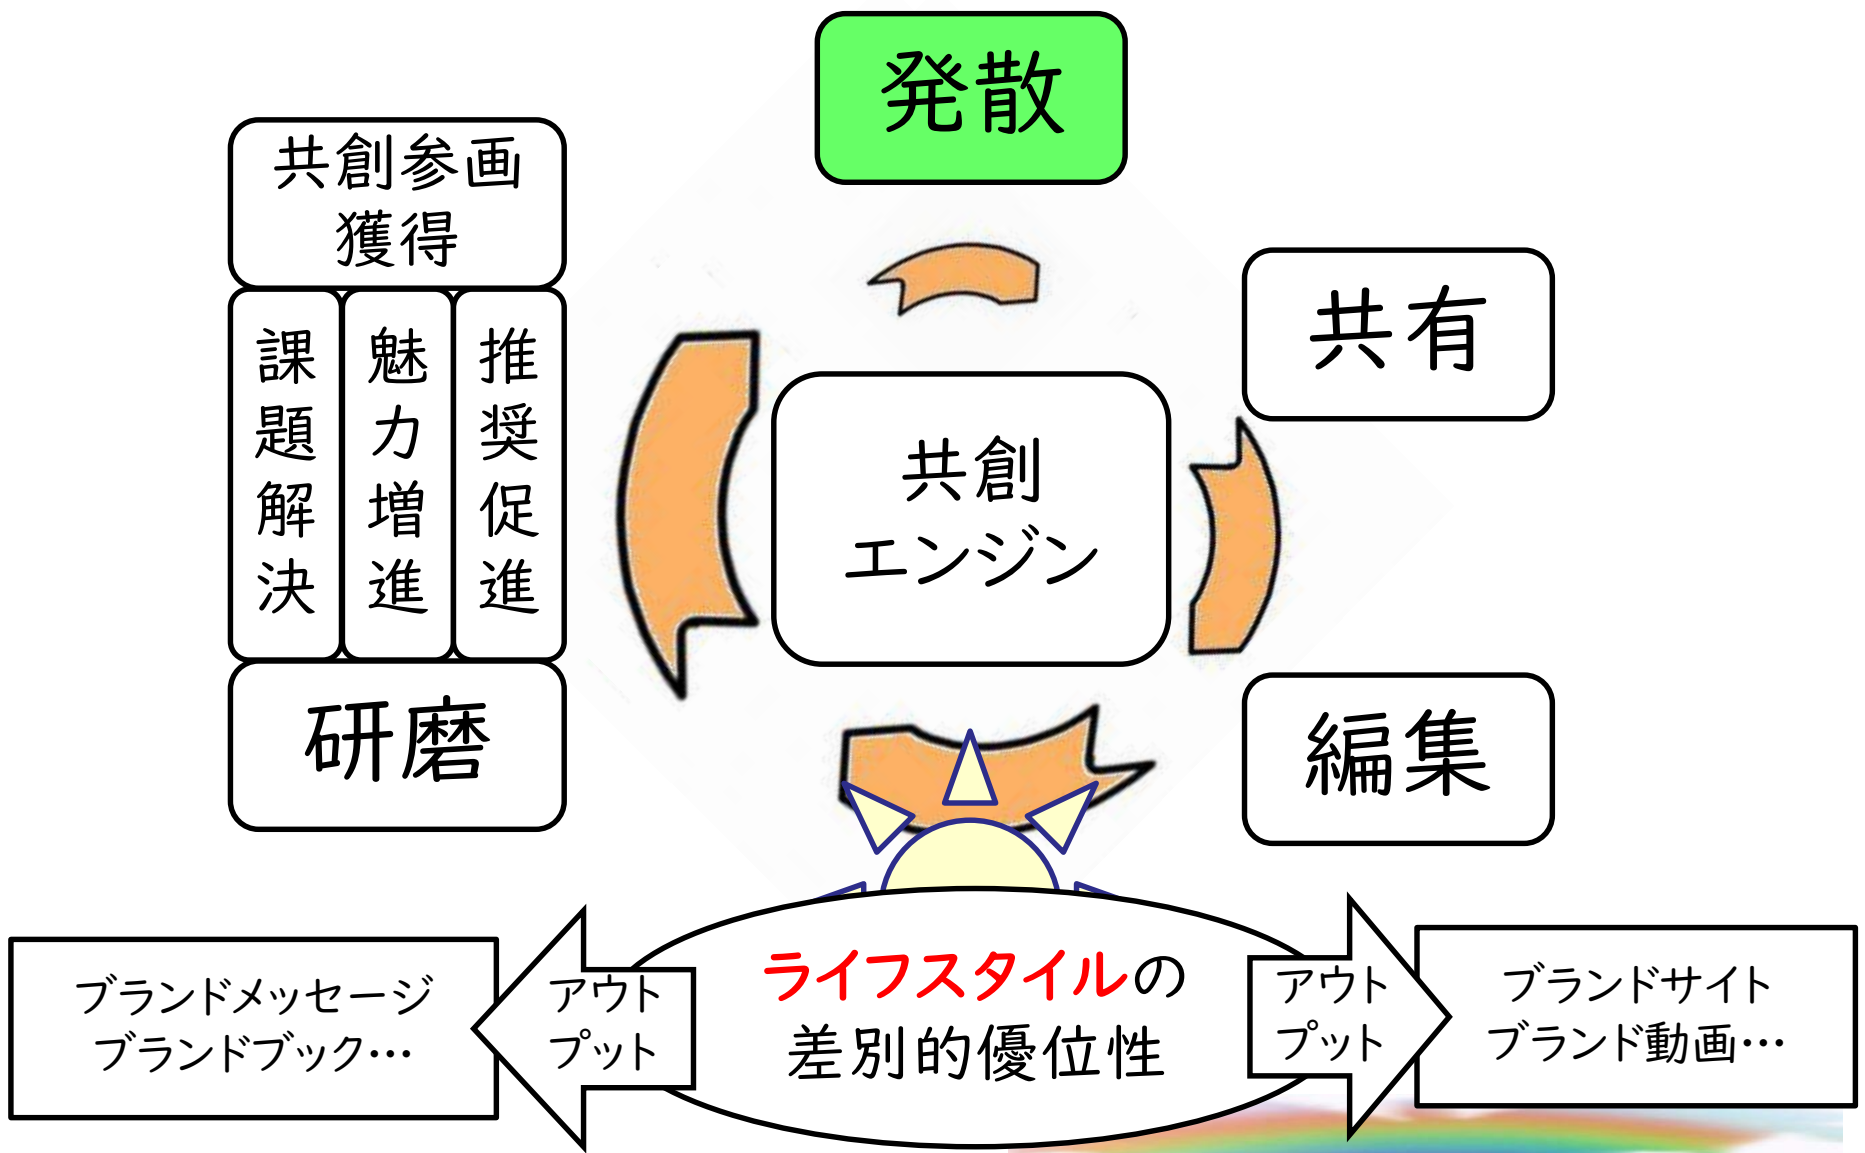 発散
共創参画
獲得
課題解決
魅力増進
推奨促進
研磨
共有
共創
エンジン
編集
ブランドメッセージ
ブランドブック…
アウト
プット
ライフスタイルの
差別的優位性
アウト
プット
ブランドサイト
ブランド動画…